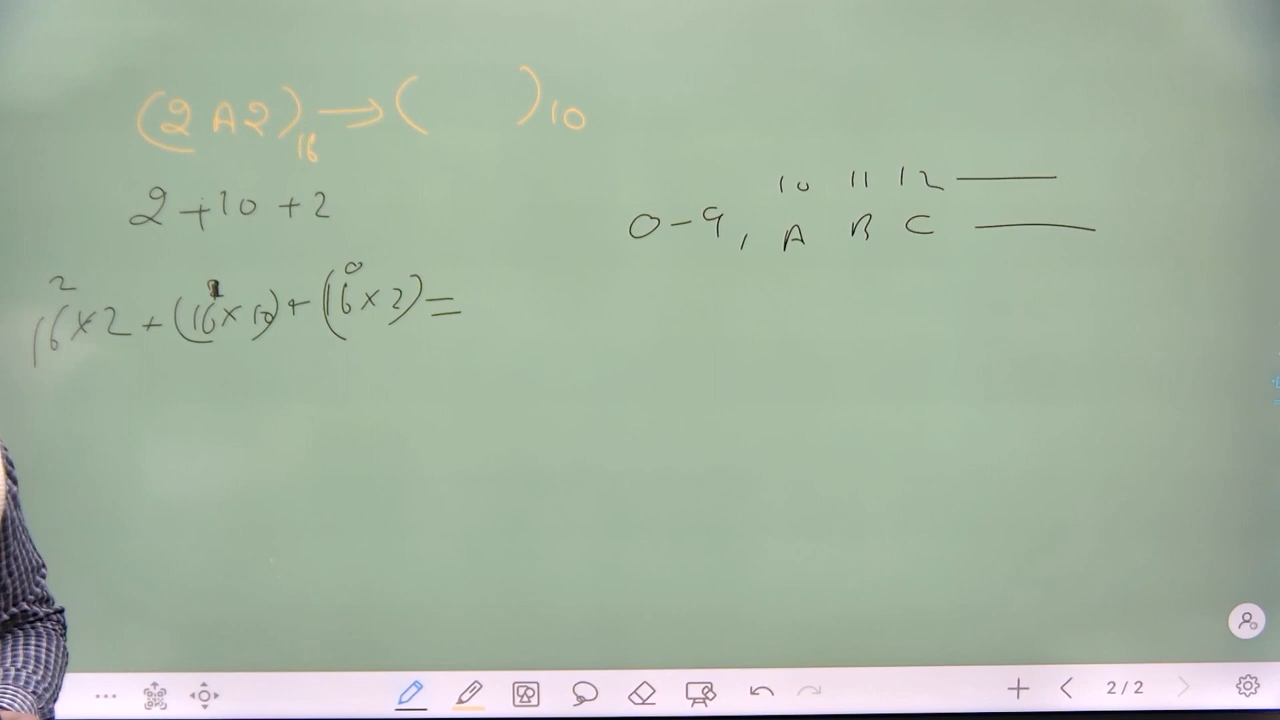 (2A2)₁₆ → (    )₁₀
2 + 10 + 2
16² × 2 + (16¹ × 10) + (16⁰ × 2) =
10 11 12 ——
0 - 9, A B C ——
2/2